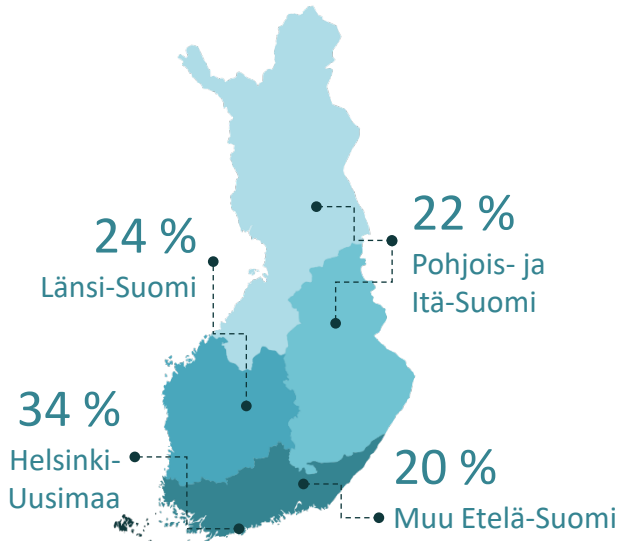 24 %
Länsi-Suomi
22 %
Pohjois- ja
Itä-Suomi
34 %
Helsinki-
Uusimaa
20 %
Muu Etelä-Suomi